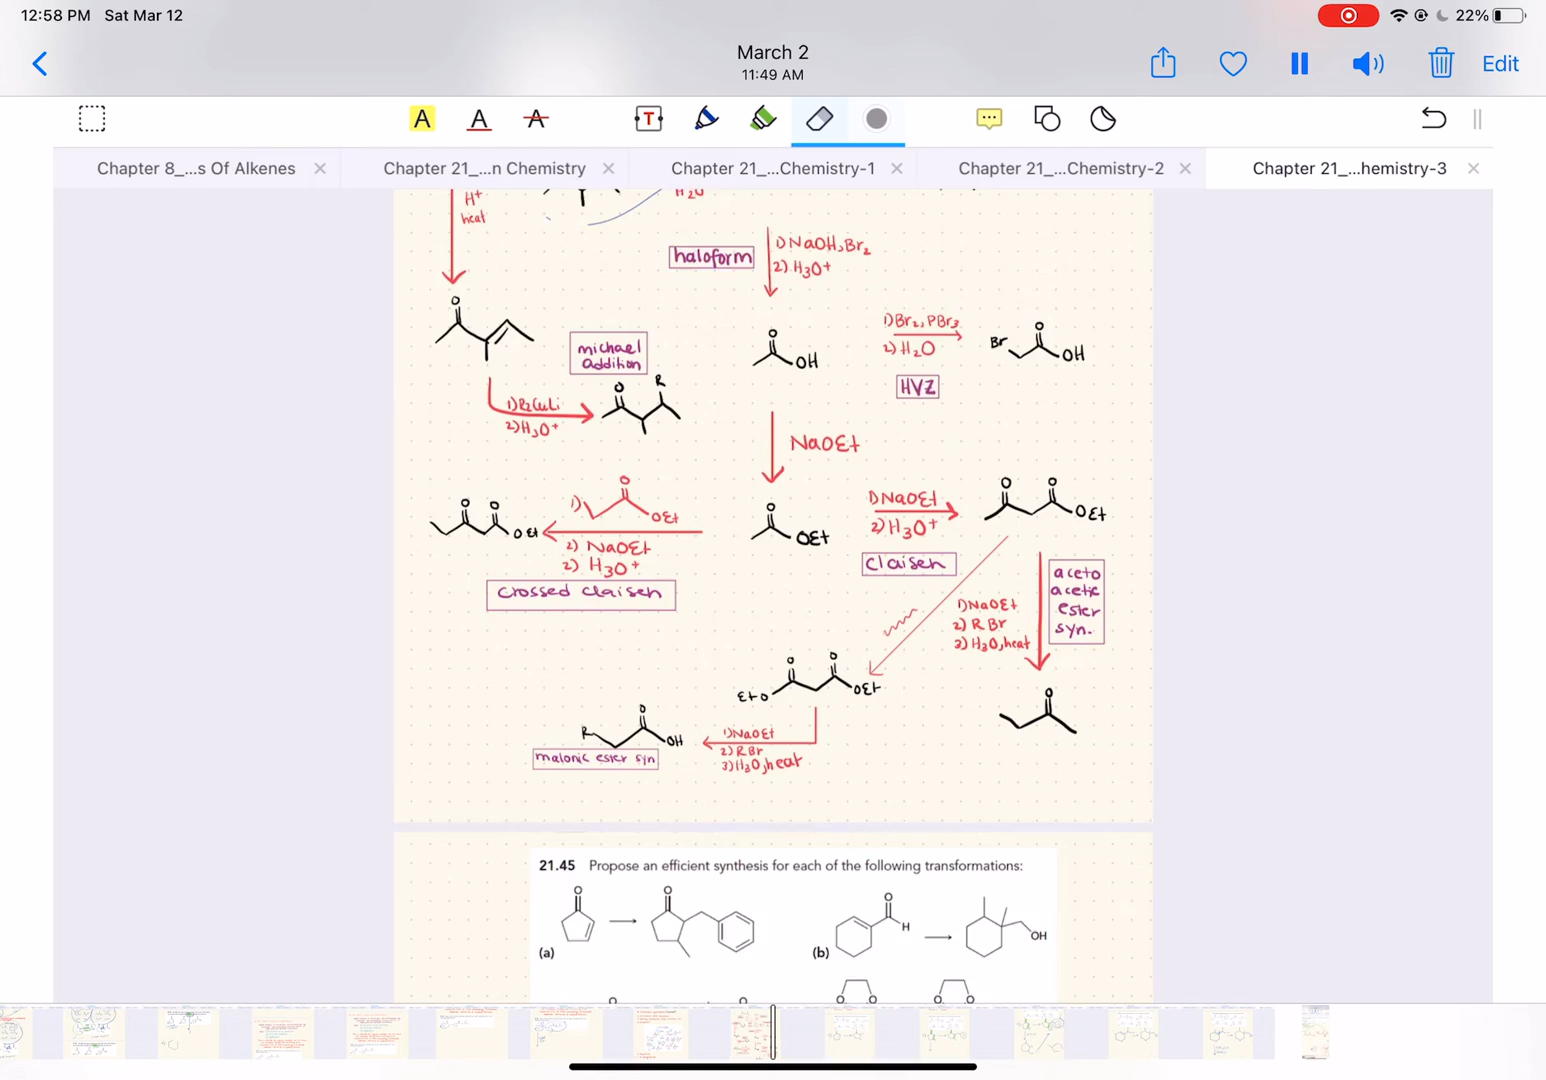 12:58 PM Sat Mar 12
22%
March 2
11:49 AM
Edit
A A A T
Chapter 8_...s Of Alkenes
Chapter 21_...n Chemistry
Chapter 21_...Chemistry-1
Chapter 21_...Chemistry-2
Chapter 21_...hemistry-3
H+
heat
H2O
haloform
1) NaOH, Br2
2) H3O+
O
michael
addition
O
OH
1) Br2, PBr3
2) H2O
HVZ
Br
O
OH
1) R2CuLi
2) H3O+
O
R
NaOEt
O O
OEt
1)
O
OEt
2) NaOEt
2) H3O+
crossed claisen
O
OEt
1) NaOEt
2) H3O+
claisen
O O
OEt
aceto
acetic
ester
syn.
1) NaOEt
2) R Br
3) H3O, heat
EtO
O O
OEt
O
R
O
OH
malonic ester syn
1) NaOEt
2) R Br
3) H3O, heat
21.45 Propose an efficient synthesis for each of the following transformations:
O
O
(a)
O
H
OH
(b)
O O
O O O O